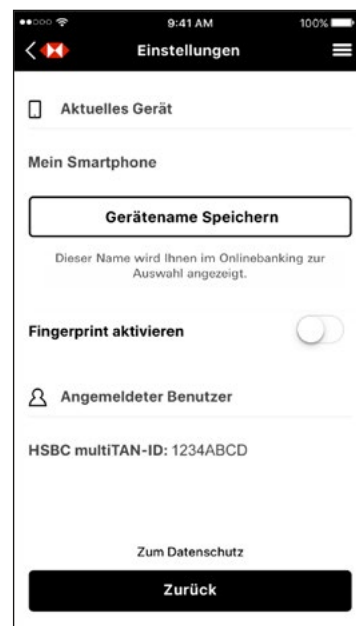 9:41 AM
100%
Einstellungen
Aktuelles Gerät
Mein Smartphone
Gerätename Speichern
Dieser Name wird Ihnen im Onlinebanking zur
Auswahl angezeigt.
Fingerprint aktivieren
Angemeldeter Benutzer
HSBC multiTAN-ID: 1234ABCD
Zum Datenschutz
Zurück